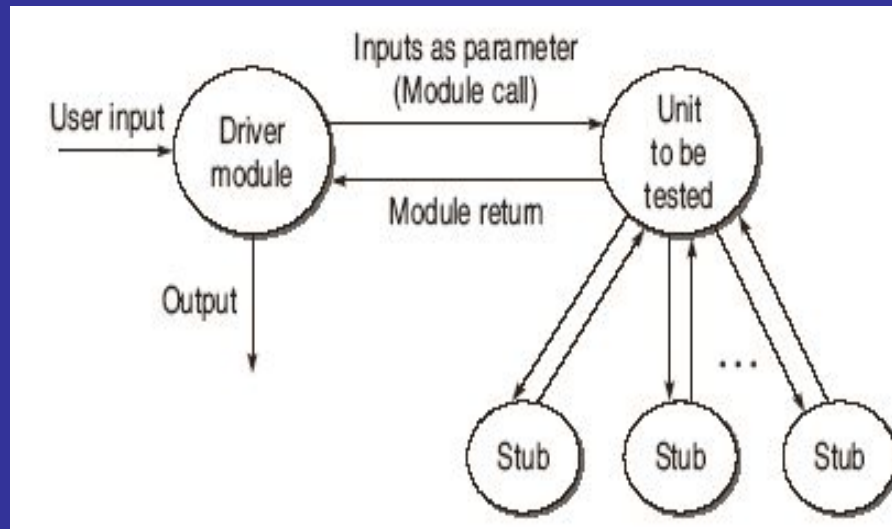 Inputs as parameter
(Module call)
User input
Driver
module
Unit
to be
tested
Module return
Output
...
Stub
Stub
Stub